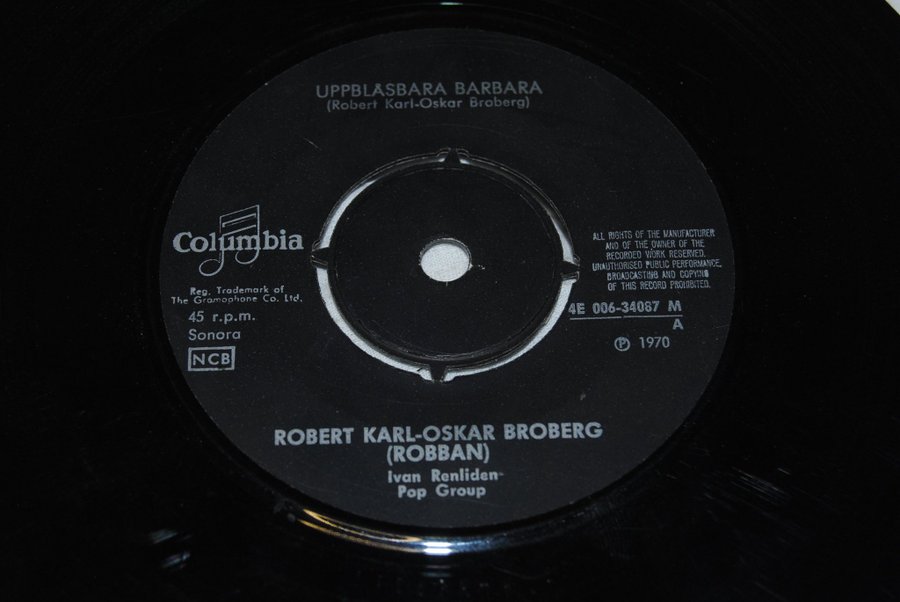 UPPBLÅSBARA BARBARA
(Robert Karl-Oskar Broberg)
Columbia
Reg. Trademark of
The Gramophone Co. Ltd.
45 r.p.m.
Sonora
NCB
ALL RIGHTS OF THE MANUFACTURER
AND OF THE OWNER OF THE
RECORDED WORK RESERVED.
UNAUTHORISED PUBLIC PERFORMANCE,
BROADCASTING AND COPYING
OF THIS RECORD PROHIBITED.
4E 006-34087 M
A
℗ 1970
ROBERT KARL-OSKAR BROBERG
(ROBBAN)
Ivan Renliden
Pop Group